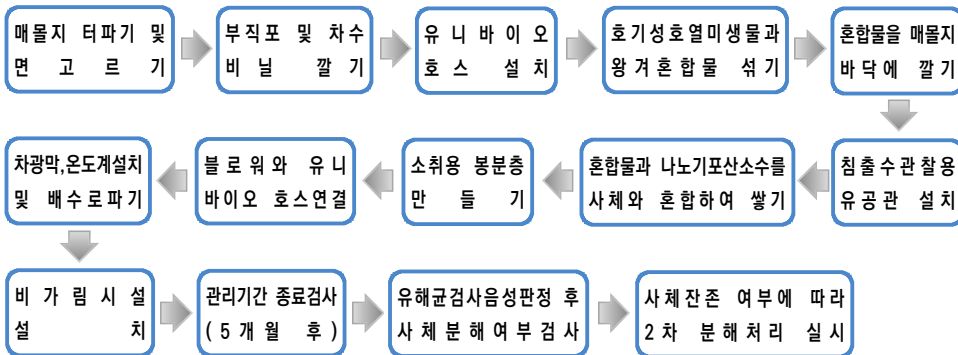 매몰지 터파기 및
면 고 르 기
부직포 및 차수
비 닐 깔 기
유 니 바 이 오
호 스 설 치
호기성호열미생물과
왕겨혼합물 섞기
혼합물을 매몰지
바닥에 깔기
침출수관찰용
유공관 설치
혼합물과 나노기포산소수를
사체와 혼합하여 쌓기
소취용 봉분층
만 들 기
블로워와 유니
바이오 호스연결
차광막,온도계설치
및 배수로파기
비 가 림 시 설
설 치
관리기간 종료검사
( 5 개 월 후 )
유해균검사음성판정 후
사체분해여부검사
사체잔존 여부에 따라
2차 분해처리 실시